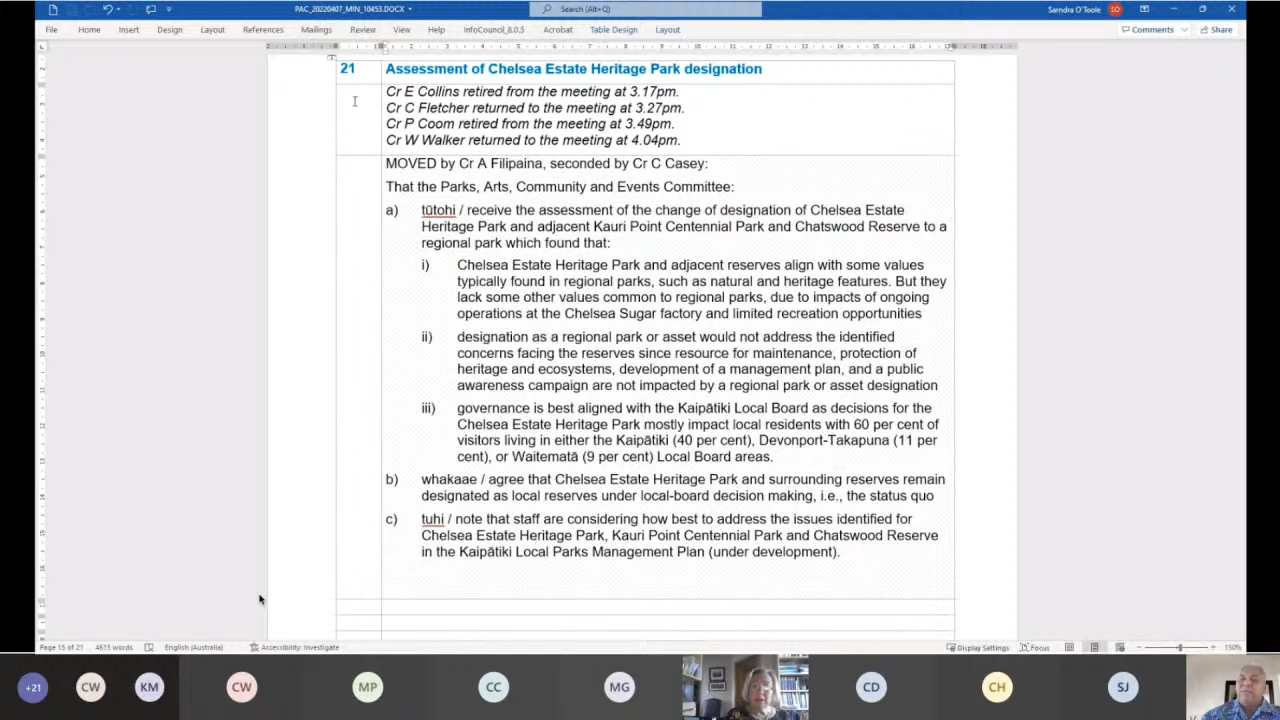 PAC_20220407_MIN_10453.DOCX
Search (Alt+Q)
Sarndra O'Toole
SO
File Home Insert Design Layout References Mailings Review View Help InfoCouncil_8.0.5 Acrobat Table Design Layout
Comments Share
21 Assessment of Chelsea Estate Heritage Park designation
Cr E Collins retired from the meeting at 3.17pm.
Cr C Fletcher returned to the meeting at 3.27pm.
Cr P Coom retired from the meeting at 3.49pm.
Cr W Walker returned to the meeting at 4.04pm.
MOVED by Cr A Filipaina, seconded by Cr C Casey:
That the Parks, Arts, Community and Events Committee:
a) tūtohi / receive the assessment of the change of designation of Chelsea Estate
Heritage Park and adjacent Kauri Point Centennial Park and Chatswood Reserve to a
regional park which found that:
i) Chelsea Estate Heritage Park and adjacent reserves align with some values
typically found in regional parks, such as natural and heritage features. But they
lack some other values common to regional parks, due to impacts of ongoing
operations at the Chelsea Sugar factory and limited recreation opportunities
ii) designation as a regional park or asset would not address the identified
concerns facing the reserves since resource for maintenance, protection of
heritage and ecosystems, development of a management plan, and a public
awareness campaign are not impacted by a regional park or asset designation
iii) governance is best aligned with the Kaipātiki Local Board as decisions for the
Chelsea Estate Heritage Park mostly impact local residents with 60 per cent of
visitors living in either the Kaipātiki (40 per cent), Devonport-Takapuna (11 per
cent), or Waitematā (9 per cent) Local Board areas.
b) whakaae / agree that Chelsea Estate Heritage Park and surrounding reserves remain
designated as local reserves under local-board decision making, i.e., the status quo
c) tuhi / note that staff are considering how best to address the issues identified for
Chelsea Estate Heritage Park, Kauri Point Centennial Park and Chatswood Reserve
in the Kaipātiki Local Parks Management Plan (under development).
Page 15 of 21 4615 words English (Australia) Accessibility: Investigate
Display Settings Focus 150%
+21 CW KM CW MP CC MG CD CH SJ